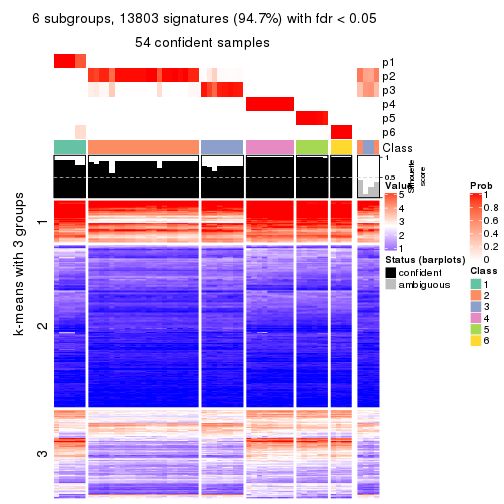 6 subgroups, 13803 signatures (94.7%) with fdr < 0.05
54 confident samples
p1
p2
p3
p4
p5
p6
Class
1
0.5
0
Silhouette
score
k-means with 3 groups
1
2
3
Value
5
4
3
2
1
Status (barplots)
confident
ambiguous
Prob
1
0.8
0.6
0.4
0.2
0
Class
1
2
3
4
5
6